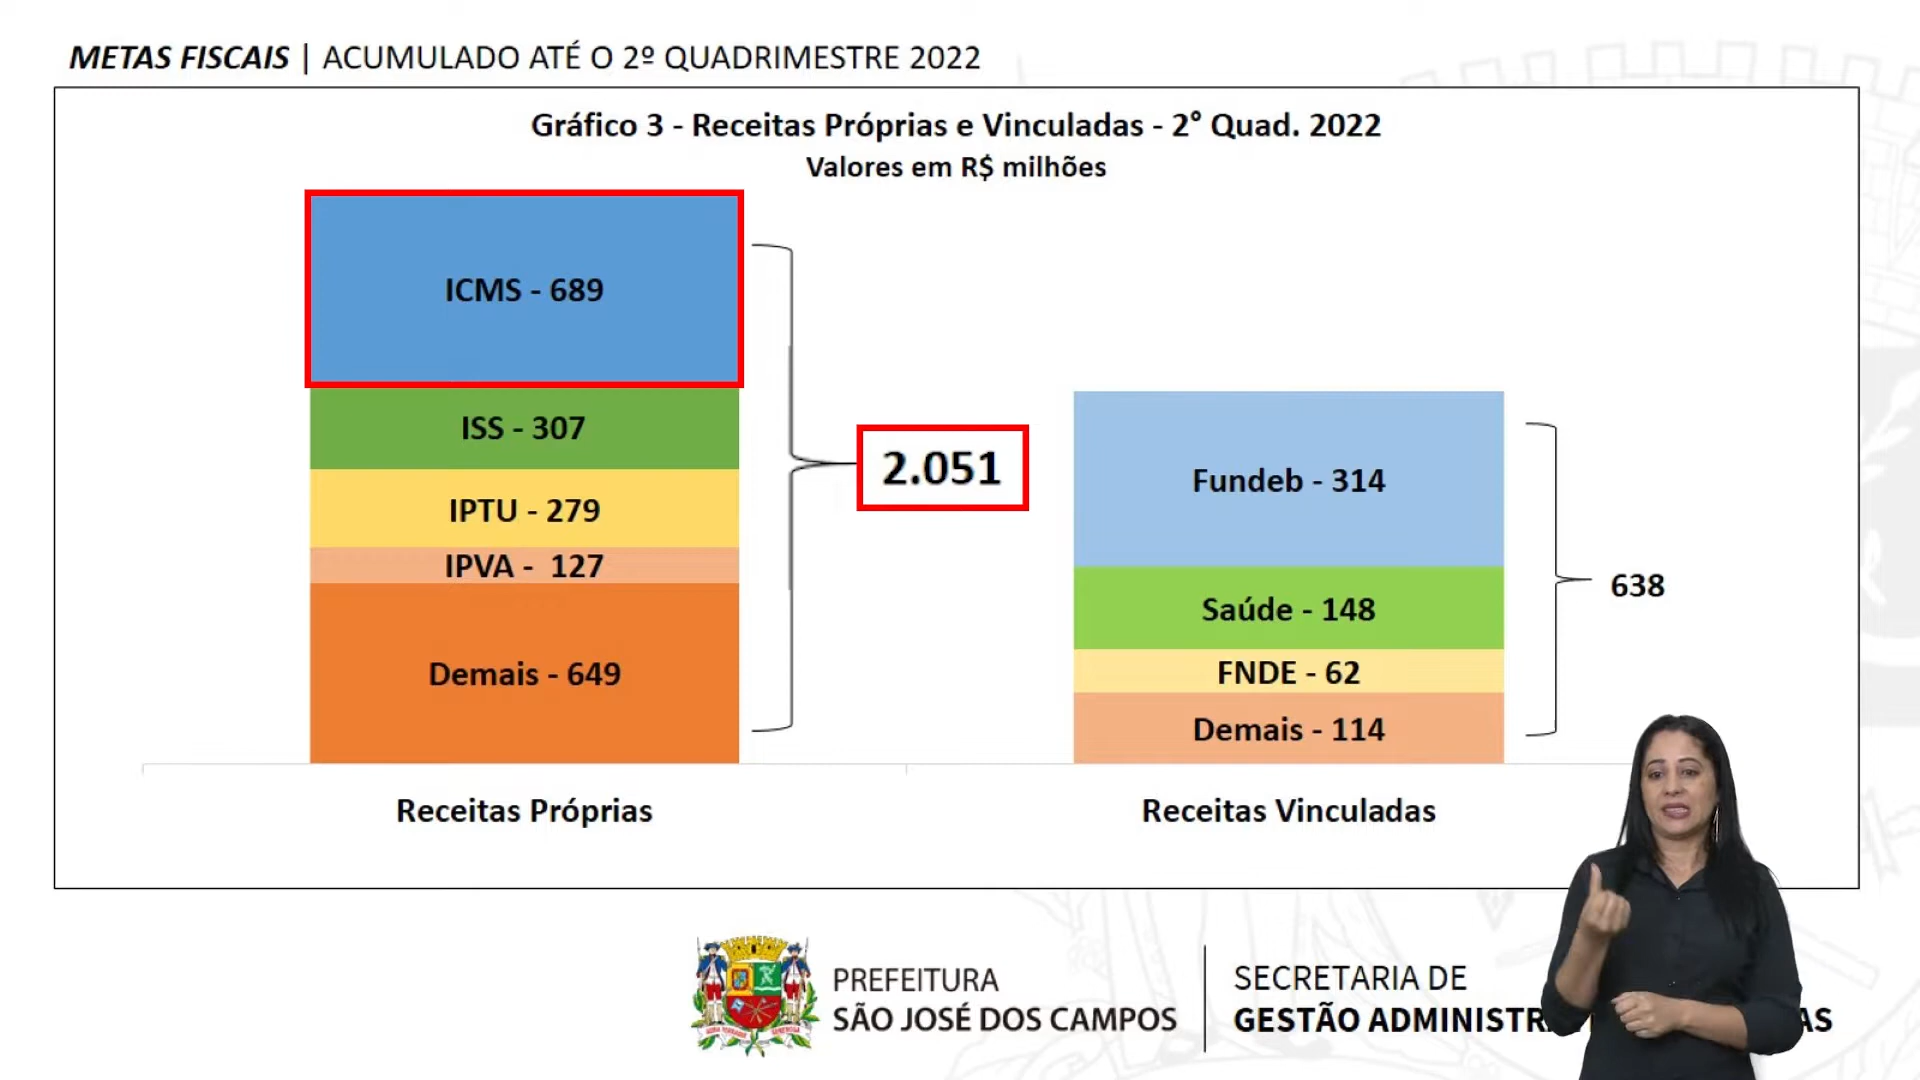 METAS FISCAIS | ACUMULADO ATÉ O 2º QUADRIMESTRE 2022
Gráfico 3 - Receitas Próprias e Vinculadas - 2° Quad. 2022
Valores em R$ milhões
ICMS - 689
ISS - 307
IPTU - 279
IPVA - 127
Demais - 649
2.051
Fundeb - 314
Saúde - 148
FNDE - 62
Demais - 114
638
Receitas Próprias
Receitas Vinculadas
PREFEITURA
SÃO JOSÉ DOS CAMPOS
SECRETARIA DE
GESTÃO